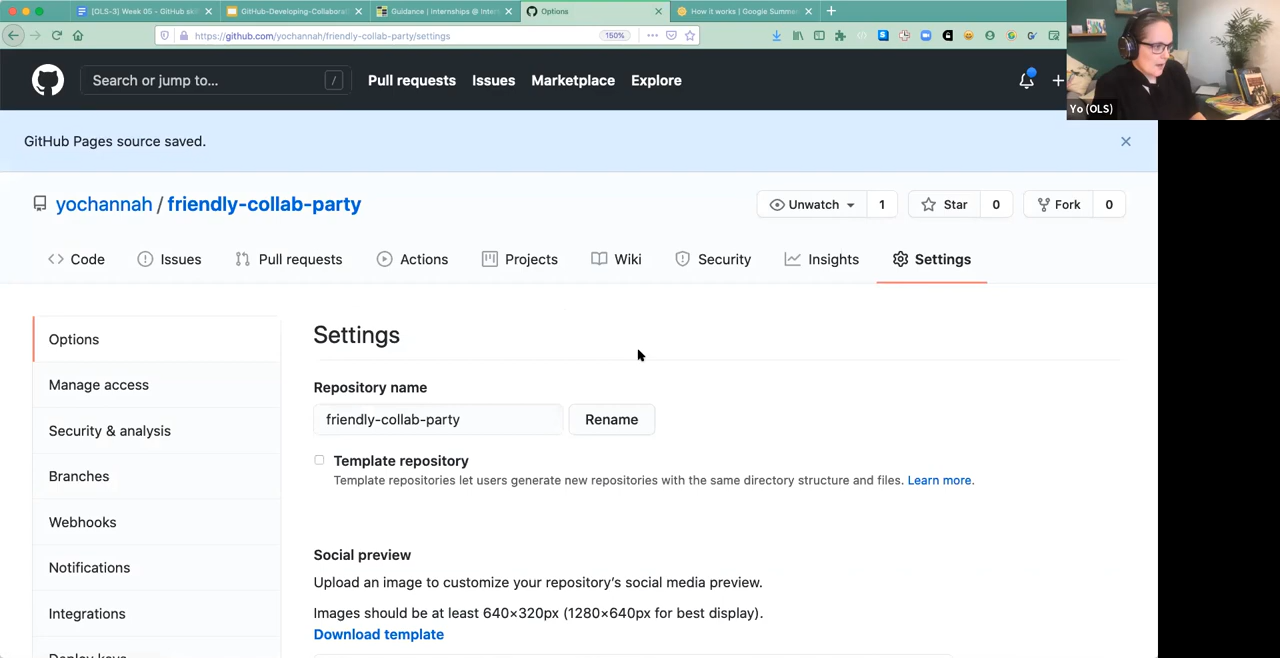 [OLS-3] Week 05 - GitHub sk
GitHub-Developing-Collaborat
Guidance | Internships @ Inter
Options
How it works | Google Summer
https://github.com/yochannah/friendly-collab-party/settings
150%
Search or jump to...
/
Pull requests
Issues
Marketplace
Explore
Yo (OLS)
GitHub Pages source saved.
yochannah / friendly-collab-party
Unwatch
1
Star
0
Fork
0
Code
Issues
Pull requests
Actions
Projects
Wiki
Security
Insights
Settings
Options
Manage access
Security & analysis
Branches
Webhooks
Notifications
Integrations
Deploy keys
Settings
Repository name
friendly-collab-party
Rename
Template repository
Template repositories let users generate new repositories with the same directory structure and files. Learn more.
Social preview
Upload an image to customize your repository's social media preview.
Images should be at least 640×320px (1280×640px for best display).
Download template